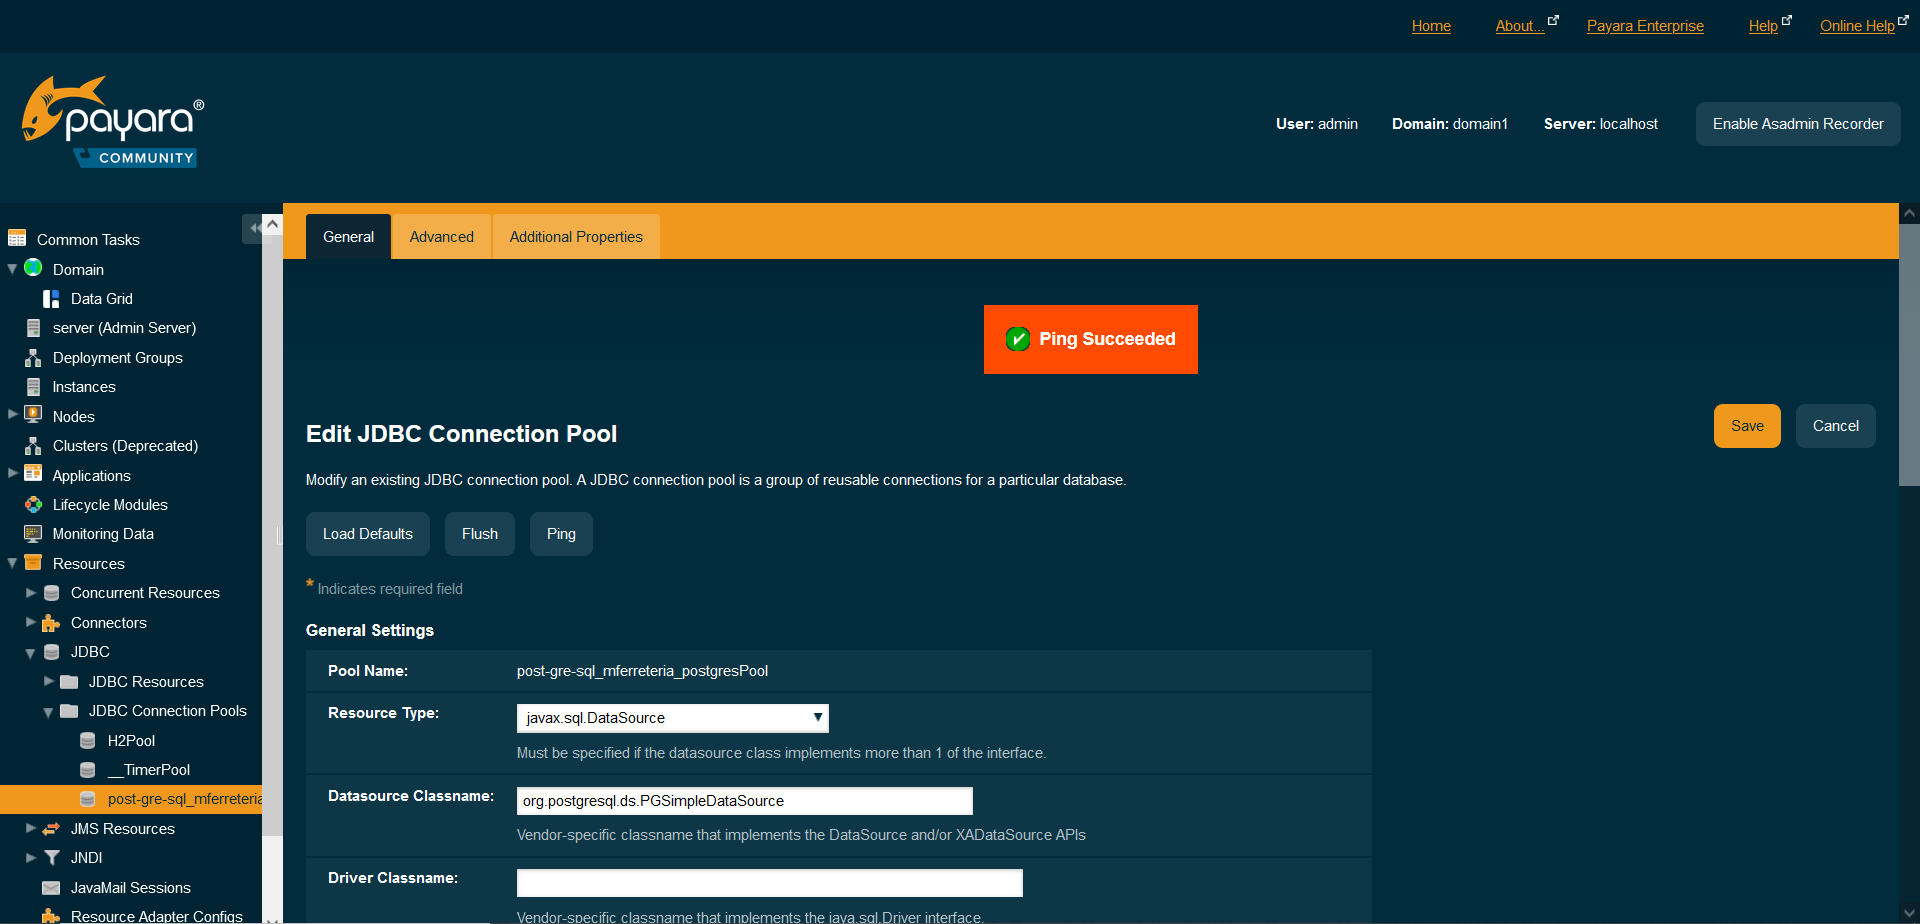 Home About... Payara Enterprise Help Online Help
payara®
COMMUNITY
User: admin Domain: domain1 Server: localhost Enable Asadmin Recorder
Common Tasks
Domain
Data Grid
server (Admin Server)
Deployment Groups
Instances
Nodes
Clusters (Deprecated)
Applications
Lifecycle Modules
Monitoring Data
Resources
Concurrent Resources
Connectors
JDBC
JDBC Resources
JDBC Connection Pools
H2Pool
__TimerPool
post-gre-sql_mferreteria
JMS Resources
JNDI
JavaMail Sessions
Resource Adapter Configs
General Advanced Additional Properties
Ping Succeeded
Edit JDBC Connection Pool
Save Cancel
Modify an existing JDBC connection pool. A JDBC connection pool is a group of reusable connections for a particular database.
Load Defaults Flush Ping
* Indicates required field
General Settings
Pool Name: post-gre-sql_mferreteria_postgresPool
Resource Type: javax.sql.DataSource
Must be specified if the datasource class implements more than 1 of the interface.
Datasource Classname: org.postgresql.ds.PGSimpleDataSource
Vendor-specific classname that implements the DataSource and/or XADataSource APIs
Driver Classname:
Vendor-specific classname that implements the java.sql.Driver interface.